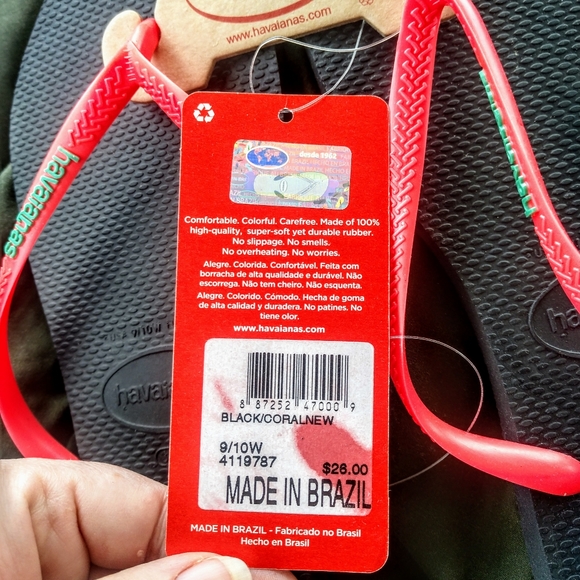 www.havaianas.com
havaianas
desde 1962
Comfortable. Colorful. Carefree. Made of 100%
high-quality, super-soft yet durable rubber.
No slippage. No smells.
No overheating. No worries.
Alegre. Colorida. Confortável. Feita com
borracha de alta qualidade e durável. Não
escorrega. Não tem cheiro. Não esquenta.
Alegre. Colorido. Cómodo. Hecha de goma
de alta calidad y duradera. No patines. No
tiene olor.
www.havaianas.com
8 87252 47000 9
BLACK/CORALNEW
9/10W
4119787
$26.00
MADE IN BRAZIL
MADE IN BRAZIL - Fabricado no Brasil
Hecho en Brasil
havaianas